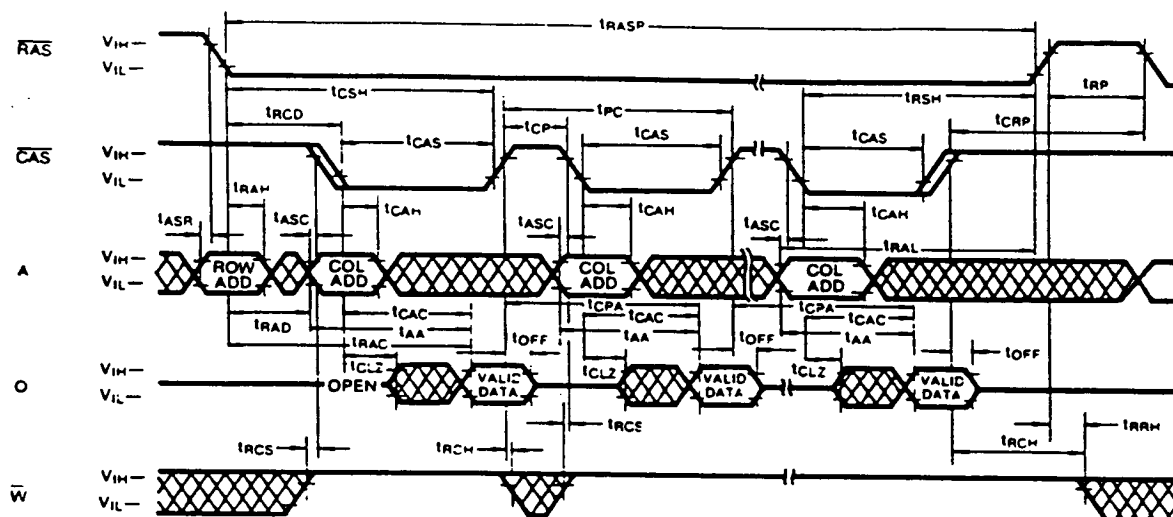 tRASP
RAS
VIH—
VIL—
tCSH
tPC
tRSH
tRP
tRCD
tCP
tCRP
tCAS
tCAS
tCAS
CAS
VIH—
VIL—
tRAH
tASR
tASC
tCAH
tASC
tCAH
tASC
tCAH
tRAL
A
VIH—
VIL—
ROW
ADD
COL
ADD
COL
ADD
COL
ADD
tCAC
tCPA
tCPA
tRAD
tCAC
tCAC
tAA
tAA
tAA
tRAC
tOFF
tOFF
tOFF
tCLZ
tCLZ
tCLZ
O
VIH—
VIL—
OPEN
VALID
DATA
VALID
DATA
VALID
DATA
tRCS
tRRH
tRCS
tRCH
tRCH
W
VIH—
VIL—